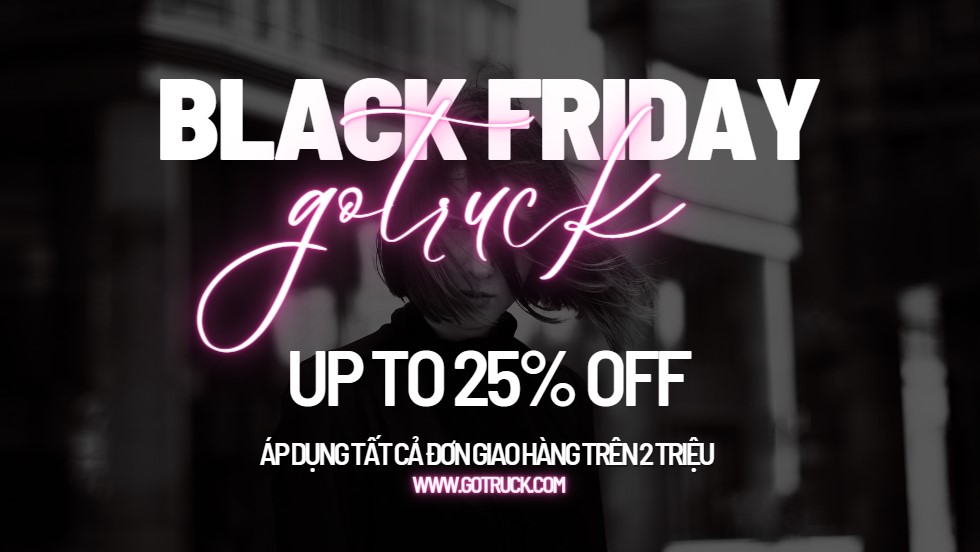 BLACK FRIDAY
gotruck
UP TO 25% OFF
ÁP DỤNG TẤT CẢ ĐƠN GIAO HÀNG TRÊN 2 TRIỆU
WWW.GOTRUCK.COM